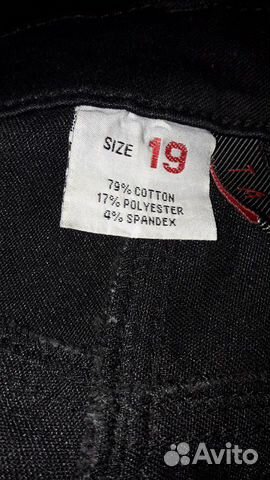 SIZE 19
79% COTTON
17% POLYESTER
4% SPANDEX
Avito